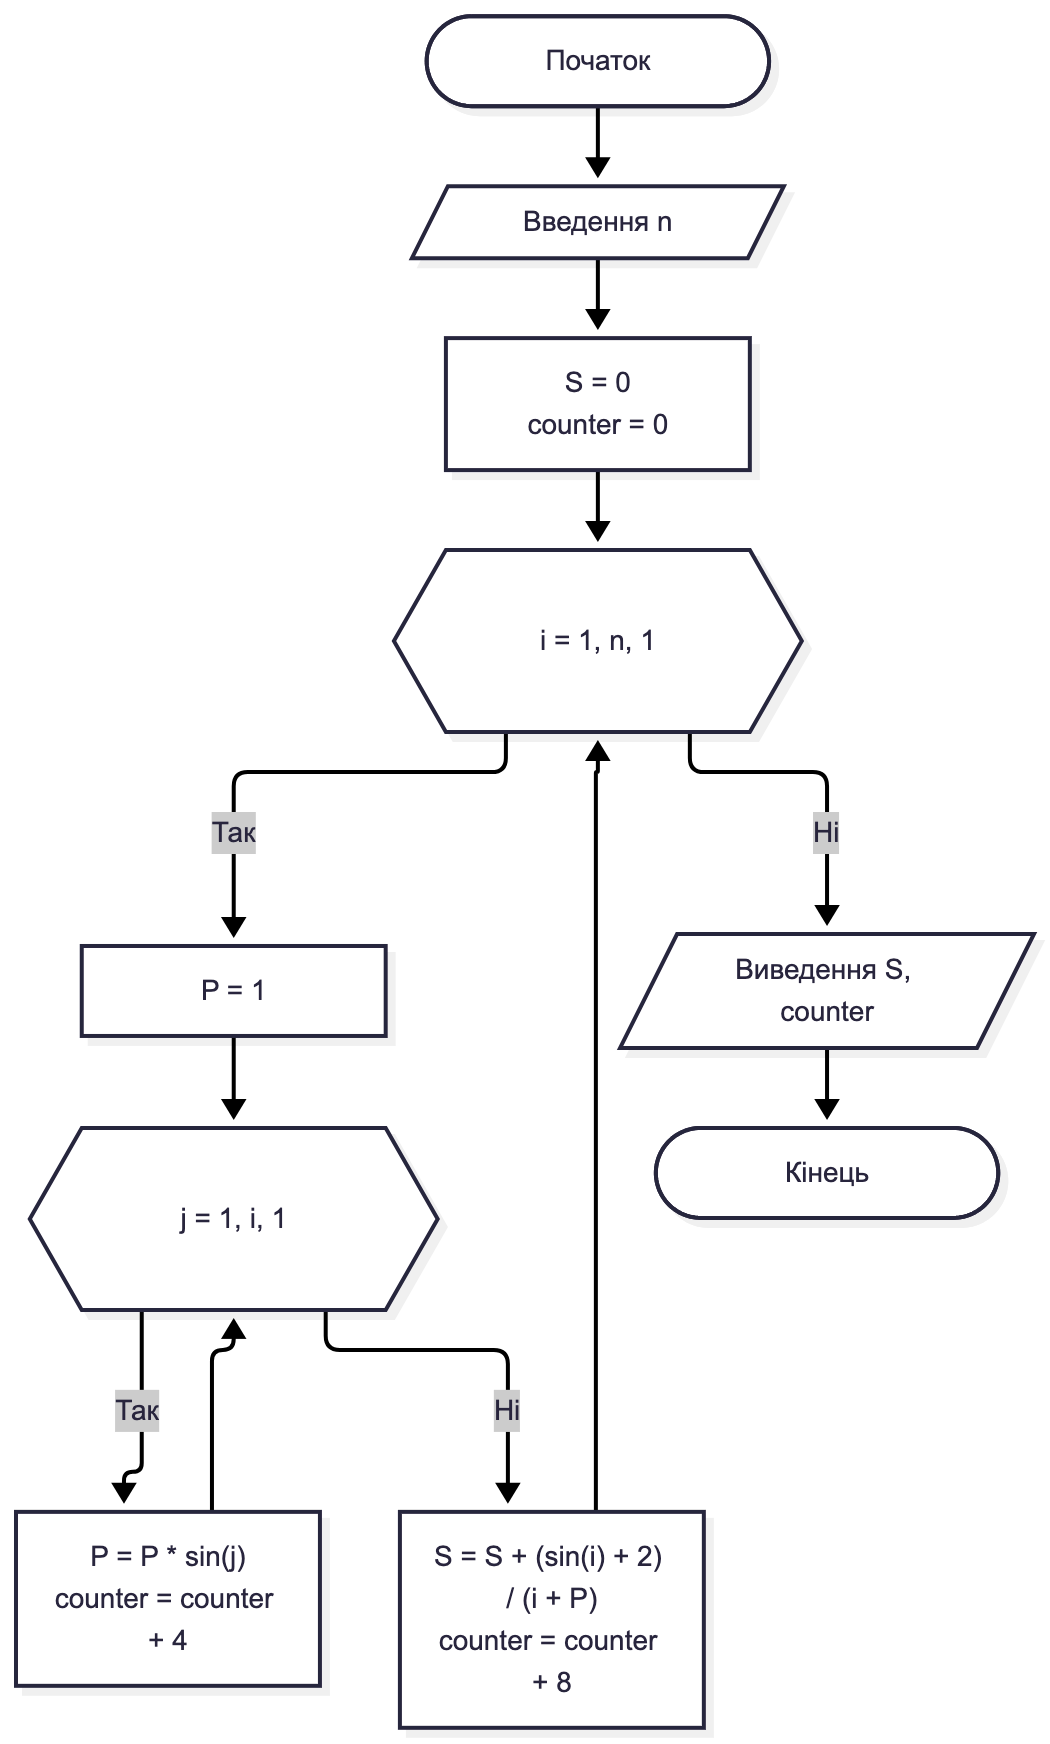 Початок
Введення n
S = 0
counter = 0
i = 1, n, 1
Так
Ні
P = 1
Виведення S,
counter
j = 1, i, 1
Кінець
Так
Ні
P = P * sin(j)
counter = counter
+ 4
S = S + (sin(i) + 2)
/ (i + P)
counter = counter
+ 8